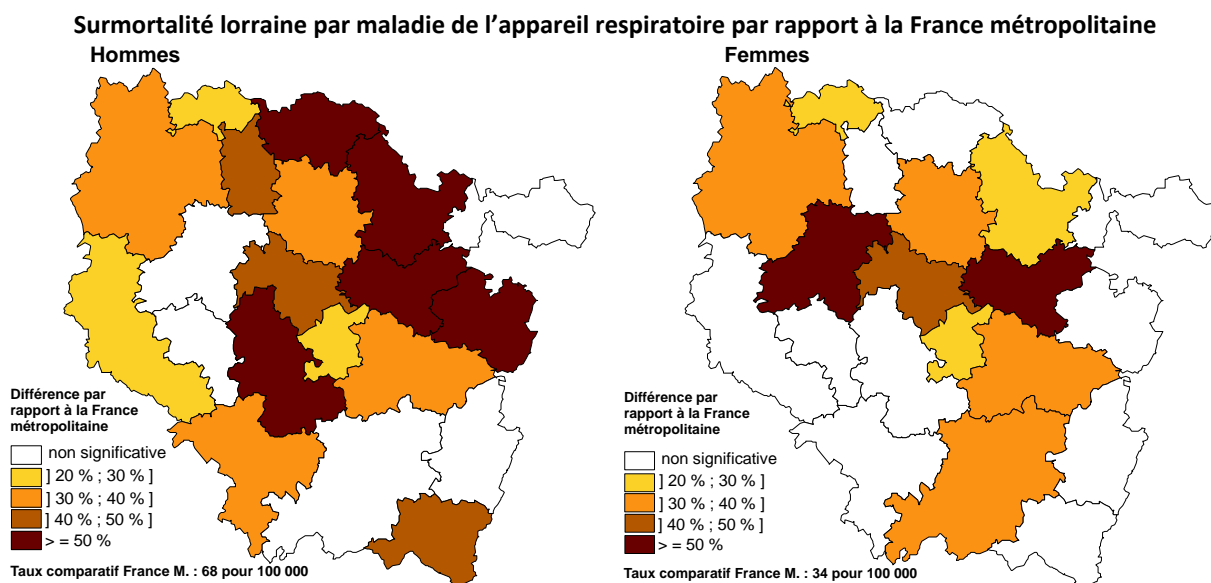 Surmortalité lorraine par maladie de l’appareil respiratoire par rapport à la France métropolitaine
Hommes
Différence par
rapport à la France
métropolitaine
non significative
] 20 % ; 30 % ]
] 30 % ; 40 % ]
] 40 % ; 50 % ]
> = 50 %
Taux comparatif France M. : 68 pour 100 000
Femmes
Différence par
rapport à la France
métropolitaine
non significative
] 20 % ; 30 % ]
] 30 % ; 40 % ]
] 40 % ; 50 % ]
> = 50 %
Taux comparatif France M. : 34 pour 100 000